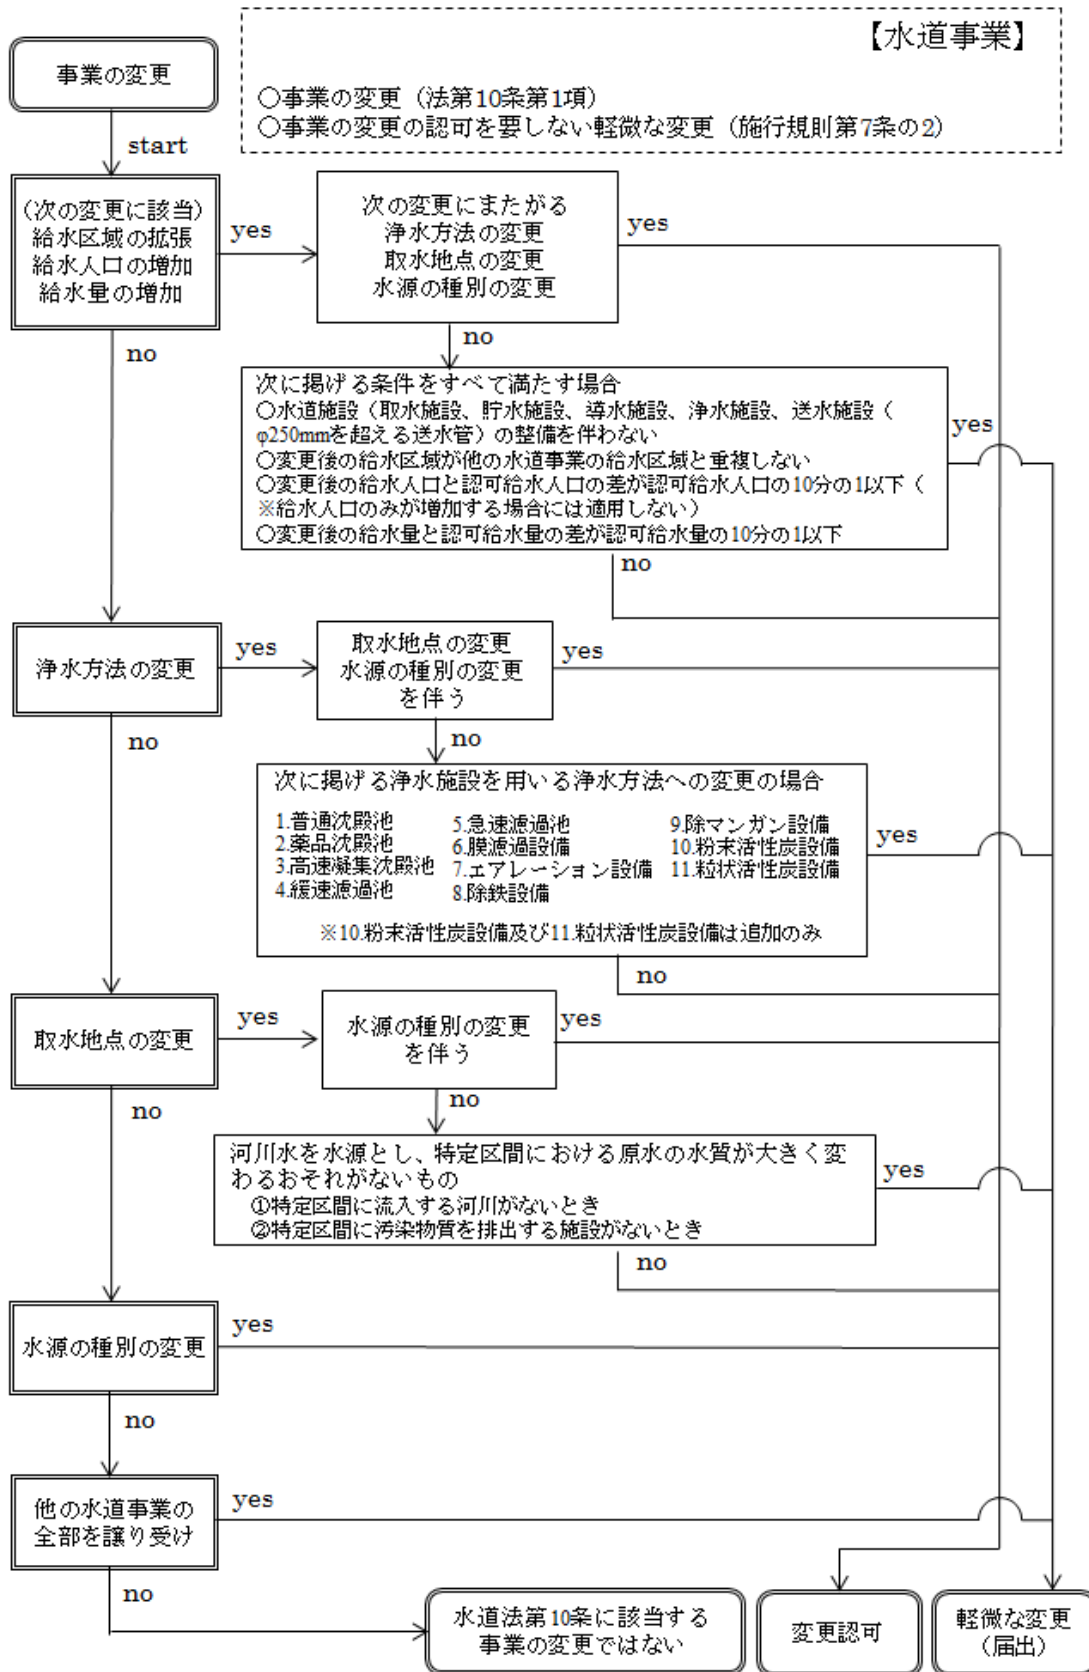 【水道事業】
○事業の変更（法第10条第1項）
○事業の変更の認可を要しない軽微な変更（施行規則第7条の2）
事業の変更
start
(次の変更に該当)
給水区域の拡張
給水人口の増加
給水量の増加
yes
次の変更にまたがる
浄水方法の変更
取水地点の変更
水源の種別の変更
yes
no
no
次に掲げる条件をすべて満たす場合
○水道施設（取水施設、貯水施設、導水施設、浄水施設、送水施設（
φ250mmを超える送水管）の整備を伴わない
○変更後の給水区域が他の水道事業の給水区域と重複しない
○変更後の給水人口と認可給水人口の差が認可給水人口の10分の1以下（
※給水人口のみが増加する場合には適用しない）
○変更後の給水量と認可給水量の差が認可給水量の10分の1以下
yes
no
浄水方法の変更
yes
取水地点の変更
水源の種別の変更
を伴う
yes
no
no
次に掲げる浄水施設を用いる浄水方法への変更の場合
1.普通沈殿池
2.薬品沈殿池
3.高速凝集沈殿池
4.緩速濾過池
5.急速濾過池
6.膜濾過設備
7.エアレーション設備
8.除鉄設備
9.除マンガン設備
10.粉末活性炭設備
11.粒状活性炭設備
※10.粉末活性炭設備及び11.粒状活性炭設備は追加のみ
yes
no
取水地点の変更
yes
水源の種別の変更
を伴う
yes
no
no
河川水を水源とし、特定区間における原水の水質が大きく変
わるおそれがないもの
①特定区間に流入する河川がないとき
②特定区間に汚染物質を排出する施設がないとき
yes
no
水源の種別の変更
yes
no
他の水道事業の
全部を譲り受け
yes
no
水道法第10条に該当する
事業の変更ではない
変更認可
軽微な変更
（届出）